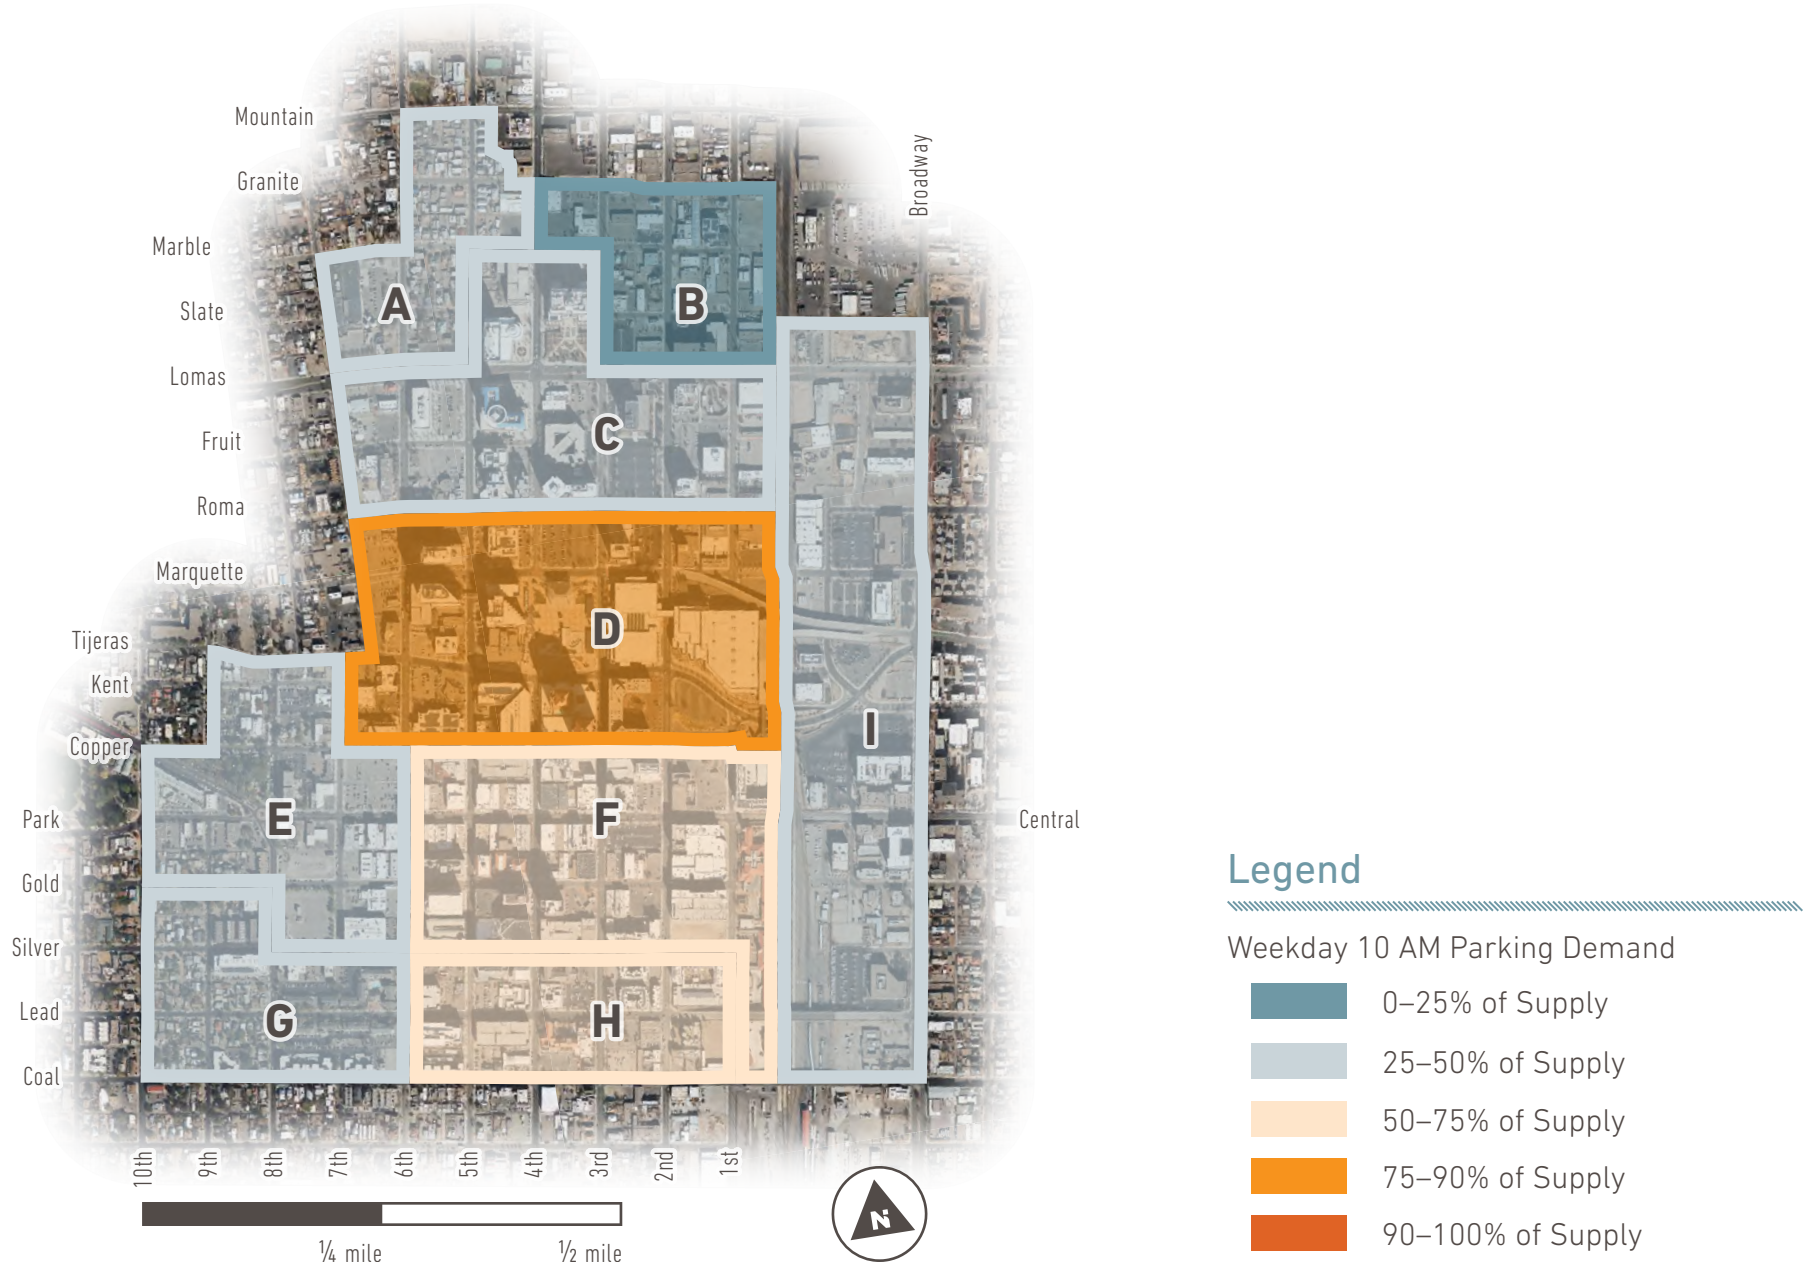 Mountain
Granite
Marble
Slate
Lomas
Fruit
Roma
Marquette
Tijeras
Kent
Copper
Park
Gold
Silver
Lead
Coal
Broadway
Central
A
B
C
D
I
E
F
G
H
10th
9th
8th
7th
6th
5th
4th
3rd
2nd
1st
¼ mile
½ mile
N
Legend
Weekday 10 AM Parking Demand
0–25% of Supply
25–50% of Supply
50–75% of Supply
75–90% of Supply
90–100% of Supply